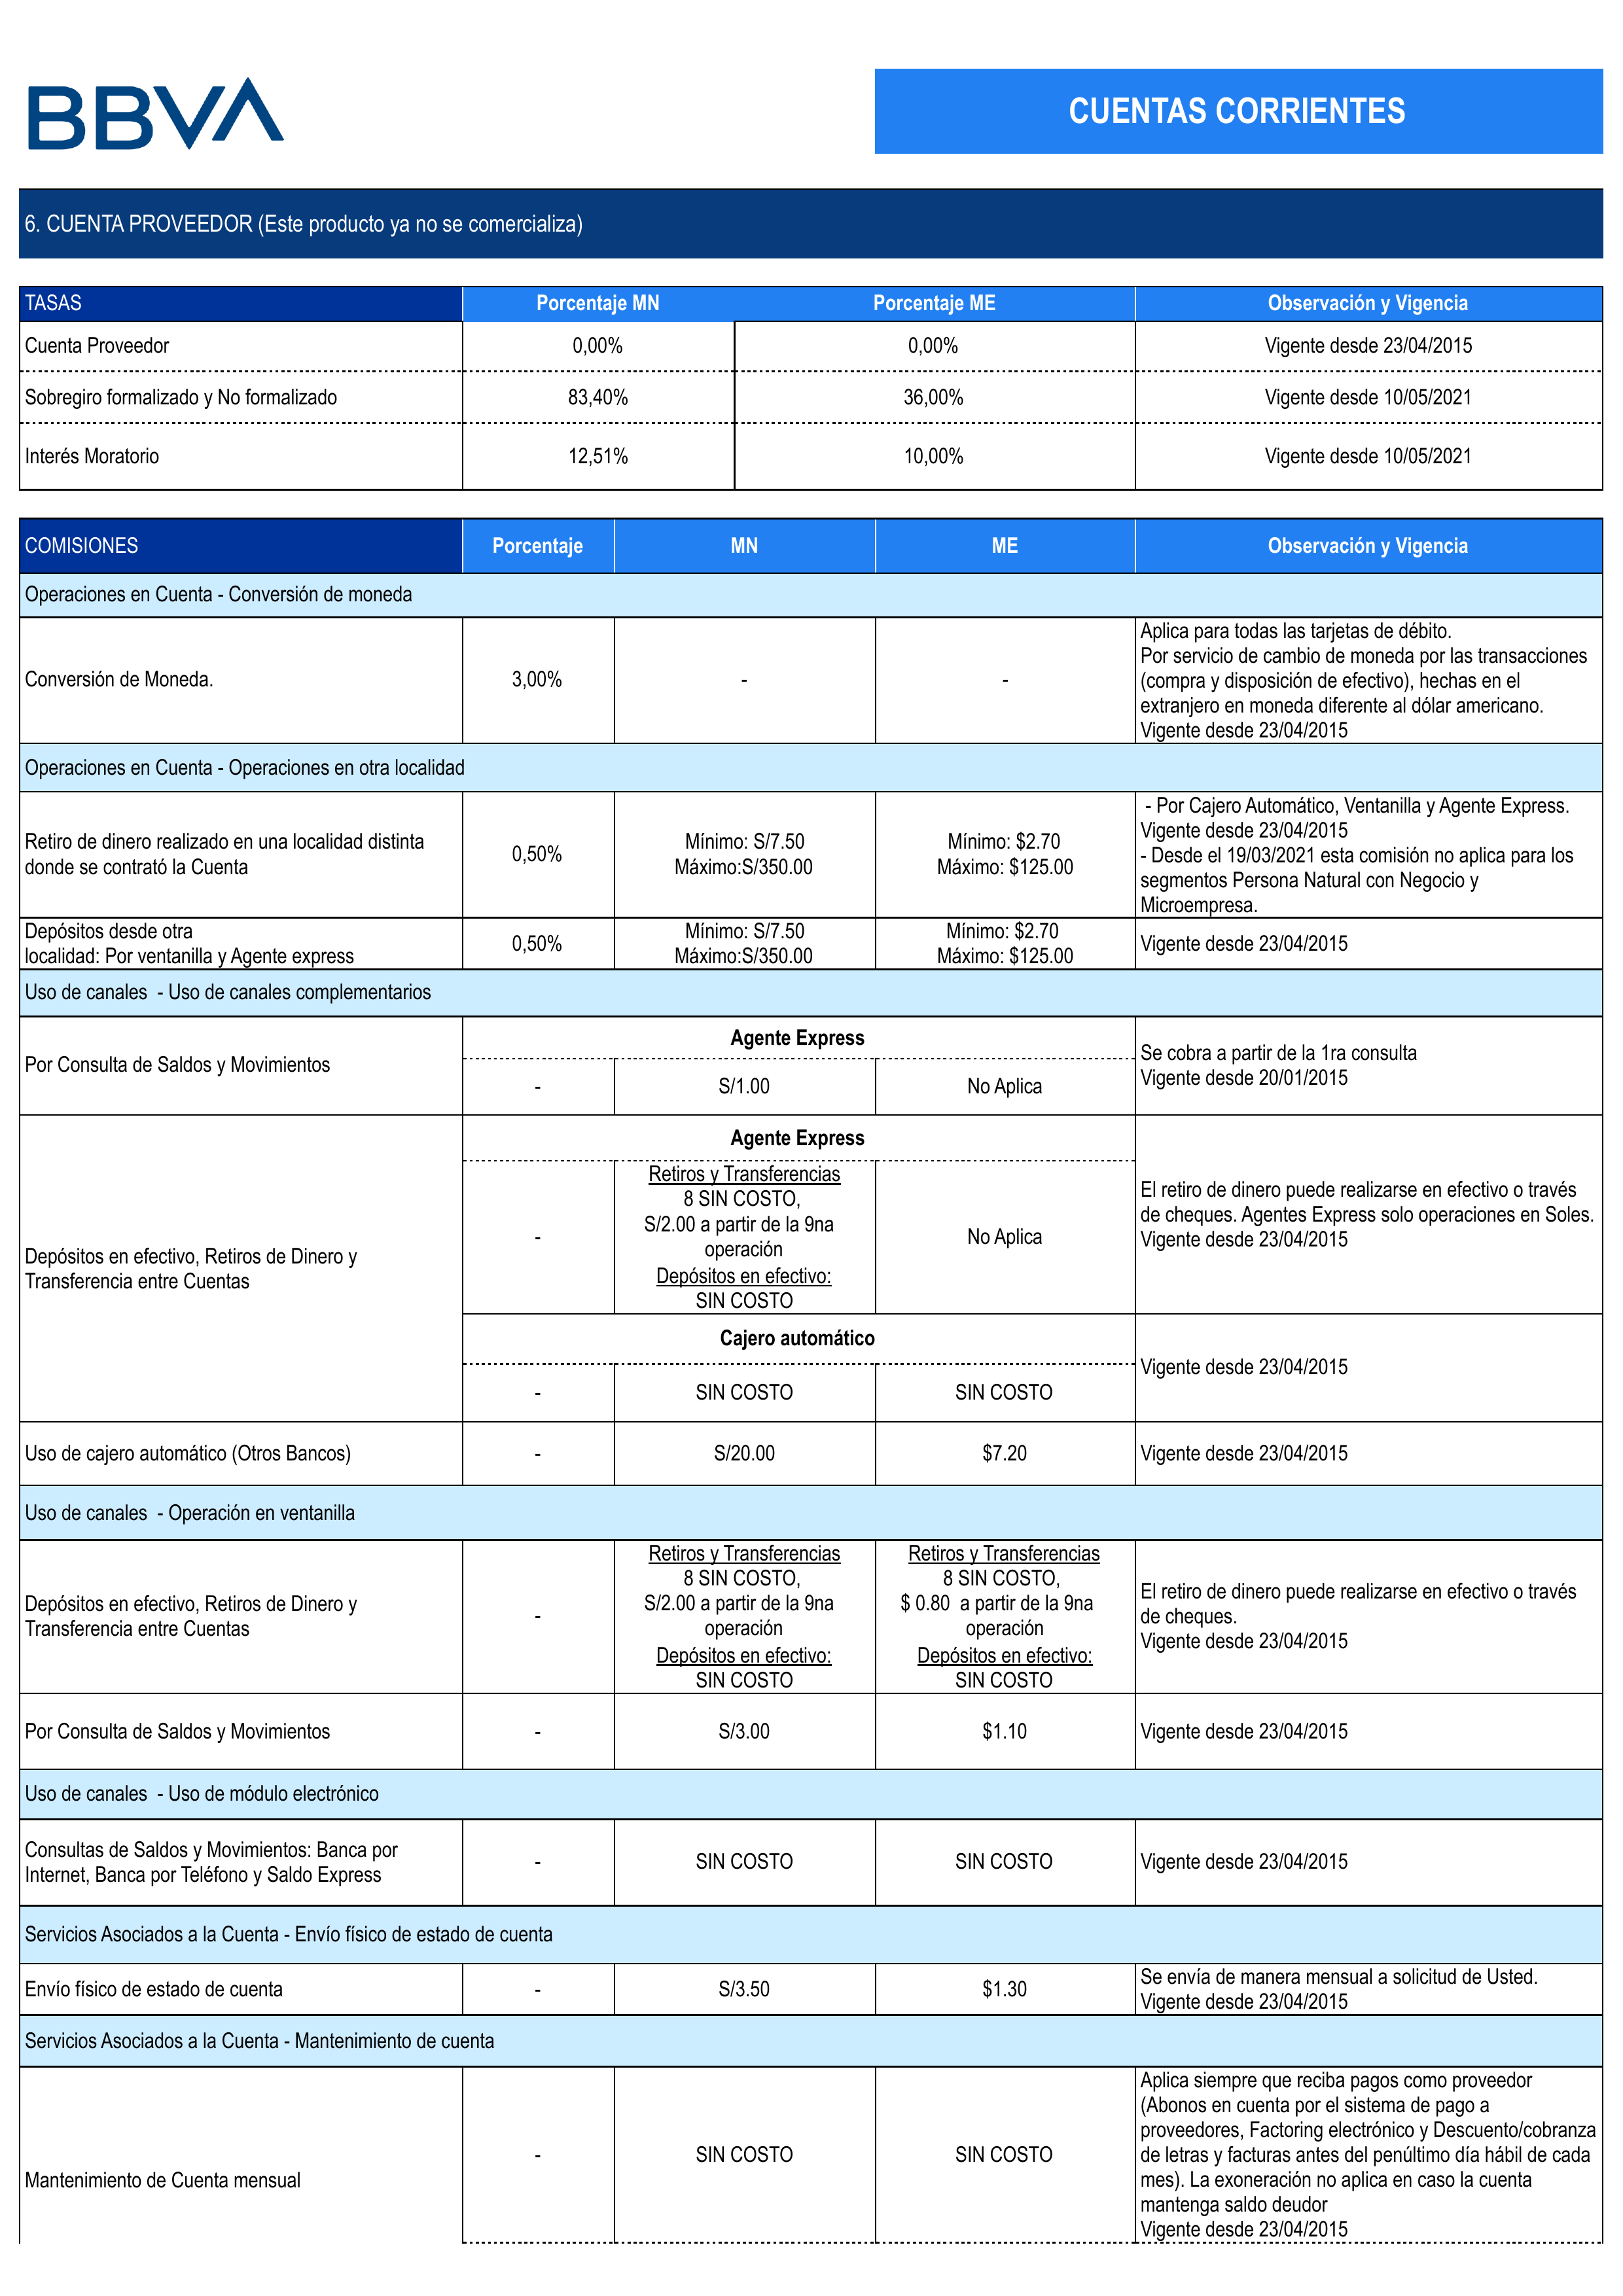 BBVA
CUENTAS CORRIENTES
6. CUENTA PROVEEDOR (Este producto ya no se comercializa)
TASAS Porcentaje MN Porcentaje ME Observación y Vigencia
Cuenta Proveedor 0,00% 0,00% Vigente desde 23/04/2015
Sobregiro formalizado y No formalizado 83,40% 36,00% Vigente desde 10/05/2021
Interés Moratorio 12,51% 10,00% Vigente desde 10/05/2021
COMISIONES Porcentaje MN ME Observación y Vigencia
Operaciones en Cuenta - Conversión de moneda
Conversión de Moneda. 3,00% - -
Aplica para todas las tarjetas de débito.
Por servicio de cambio de moneda por las transacciones
(compra y disposición de efectivo), hechas en el
extranjero en moneda diferente al dólar americano.
Vigente desde 23/04/2015
Operaciones en Cuenta - Operaciones en otra localidad
Retiro de dinero realizado en una localidad distinta
donde se contrató la Cuenta
0,50%
Mínimo: S/7.50
Máximo:S/350.00
Mínimo: $2.70
Máximo: $125.00
- Por Cajero Automático, Ventanilla y Agente Express.
Vigente desde 23/04/2015
- Desde el 19/03/2021 esta comisión no aplica para los
segmentos Persona Natural con Negocio y
Microempresa.
Depósitos desde otra
localidad: Por ventanilla y Agente express
0,50%
Mínimo: S/7.50
Máximo:S/350.00
Mínimo: $2.70
Máximo: $125.00
Vigente desde 23/04/2015
Uso de canales - Uso de canales complementarios
Por Consulta de Saldos y Movimientos
Agente Express
- S/1.00 No Aplica
Se cobra a partir de la 1ra consulta
Vigente desde 20/01/2015
Depósitos en efectivo, Retiros de Dinero y
Transferencia entre Cuentas
Agente Express
-
Retiros y Transferencias
8 SIN COSTO,
S/2.00 a partir de la 9na
operación
Depósitos en efectivo:
SIN COSTO
No Aplica
El retiro de dinero puede realizarse en efectivo o través
de cheques. Agentes Express solo operaciones en Soles.
Vigente desde 23/04/2015
Cajero automático
- SIN COSTO SIN COSTO
Vigente desde 23/04/2015
Uso de cajero automático (Otros Bancos) - S/20.00 $7.20 Vigente desde 23/04/2015
Uso de canales - Operación en ventanilla
Depósitos en efectivo, Retiros de Dinero y
Transferencia entre Cuentas
-
Retiros y Transferencias
8 SIN COSTO,
S/2.00 a partir de la 9na
operación
Depósitos en efectivo:
SIN COSTO
Retiros y Transferencias
8 SIN COSTO,
$ 0.80 a partir de la 9na
operación
Depósitos en efectivo:
SIN COSTO
El retiro de dinero puede realizarse en efectivo o través
de cheques.
Vigente desde 23/04/2015
Por Consulta de Saldos y Movimientos - S/3.00 $1.10 Vigente desde 23/04/2015
Uso de canales - Uso de módulo electrónico
Consultas de Saldos y Movimientos: Banca por
Internet, Banca por Teléfono y Saldo Express
- SIN COSTO SIN COSTO Vigente desde 23/04/2015
Servicios Asociados a la Cuenta - Envío físico de estado de cuenta
Envío físico de estado de cuenta - S/3.50 $1.30
Se envía de manera mensual a solicitud de Usted.
Vigente desde 23/04/2015
Servicios Asociados a la Cuenta - Mantenimiento de cuenta
Mantenimiento de Cuenta mensual
- SIN COSTO SIN COSTO
Aplica siempre que reciba pagos como proveedor
(Abonos en cuenta por el sistema de pago a
proveedores, Factoring electrónico y Descuento/cobranza
de letras y facturas antes del penúltimo día hábil de cada
mes). La exoneración no aplica en caso la cuenta
mantenga saldo deudor
Vigente desde 23/04/2015